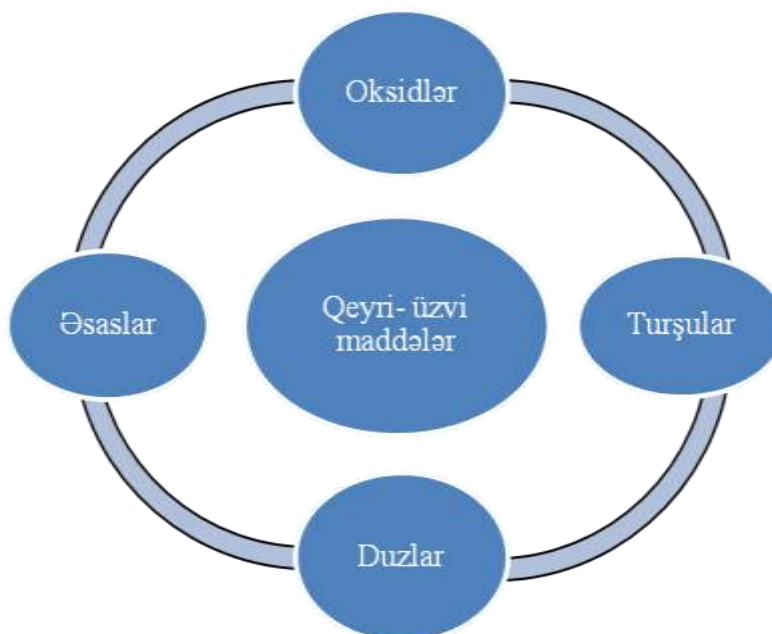 Oksidlər
Əsaslar
Qeyri- üzvi
maddələr
Turşular
Duzlar